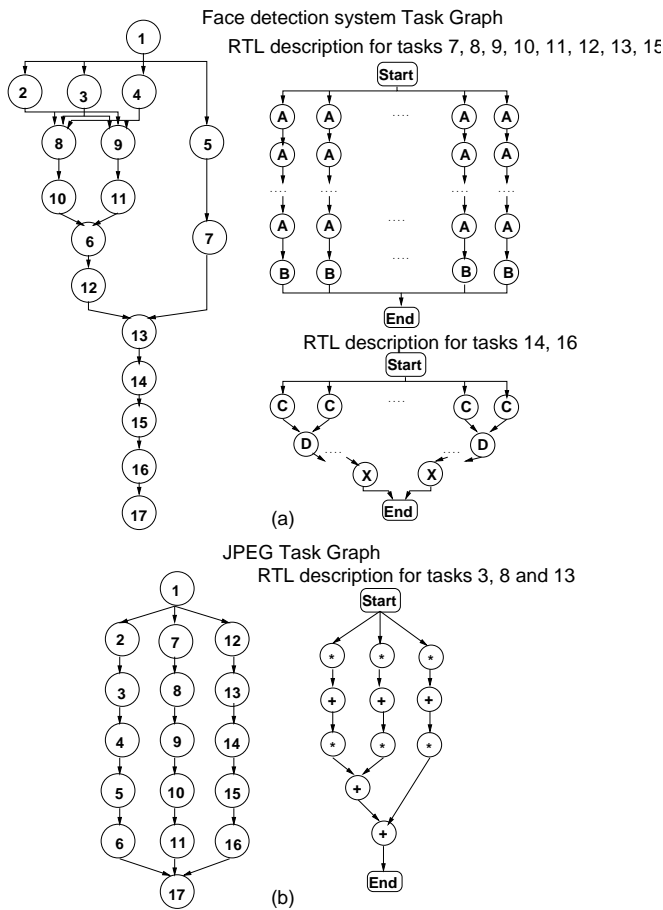 Face detection system Task Graph
RTL description for tasks 7, 8, 9, 10, 11, 12, 13, 15
1
2
3
4
8
9
5
10
11
6
7
12
13
14
15
16
17
Start
A A .... A A
A A A A
.... .... .... ....
A A .... A A
B B .... B B
End
RTL description for tasks 14, 16
Start
C C .... C C
D D
.... ....
X X
End
(a)
JPEG Task Graph
RTL description for tasks 3, 8 and 13
1
2 7 12
3 8 13
4 9 14
5 10 15
6 11 16
17
Start
* * *
+ + +
* * *
+
+
End
(b)